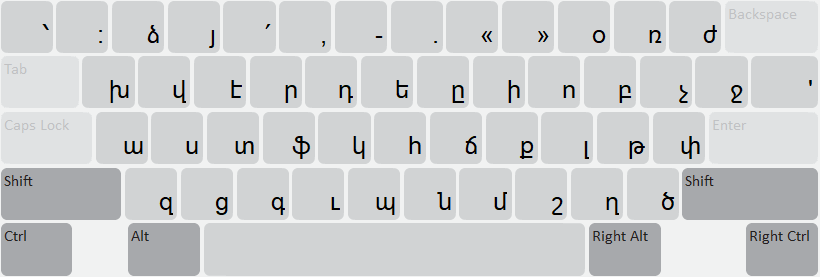 ՝ : ձ յ ՛ , - . « » օ ռ ժ Backspace
Tab խ վ է ր դ ե ը ի ո բ չ ջ '
Caps Lock ա ս տ ֆ կ հ ճ ք լ թ փ Enter
Shift զ ց գ ւ պ ն մ շ ղ ծ Shift
Ctrl Alt Right Alt Right Ctrl